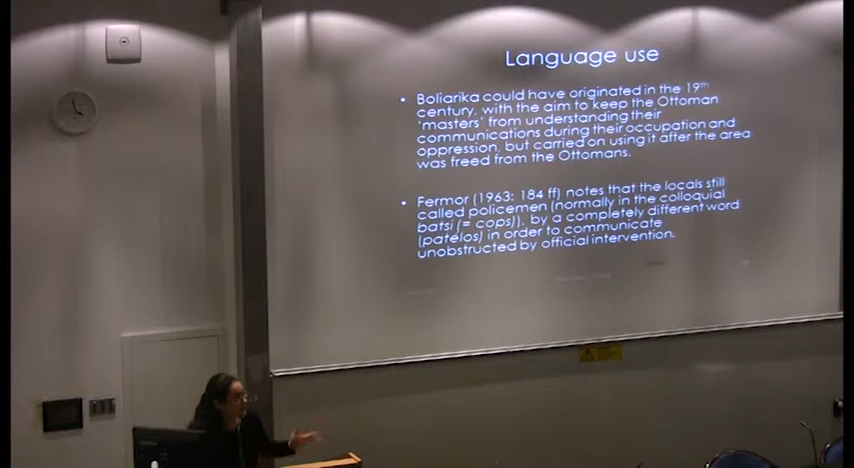 Language use
• Boliarika could have originated in the 19th
century, with the aim to keep the Ottoman
'masters' from understanding their
communications during their occupation and
oppression, but carried on using it after the area
was freed from the Ottomans.
• Fermor (1963: 184 ff) notes that the locals still
called policemen (normally in the colloquial
batsi (= cops)), by a completely different word
(patelos) in order to communicate
unobstructed by official intervention.